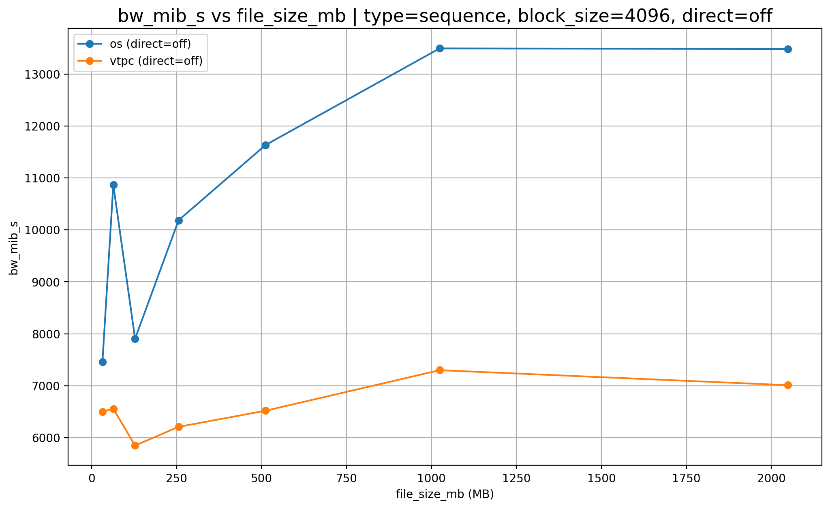 bw_mib_s vs file_size_mb | type=sequence, block_size=4096, direct=off
os (direct=off)
vtpc (direct=off)
bw_mib_s
13000
12000
11000
10000
9000
8000
7000
6000
0 250 500 750 1000 1250 1500 1750 2000
file_size_mb (MB)